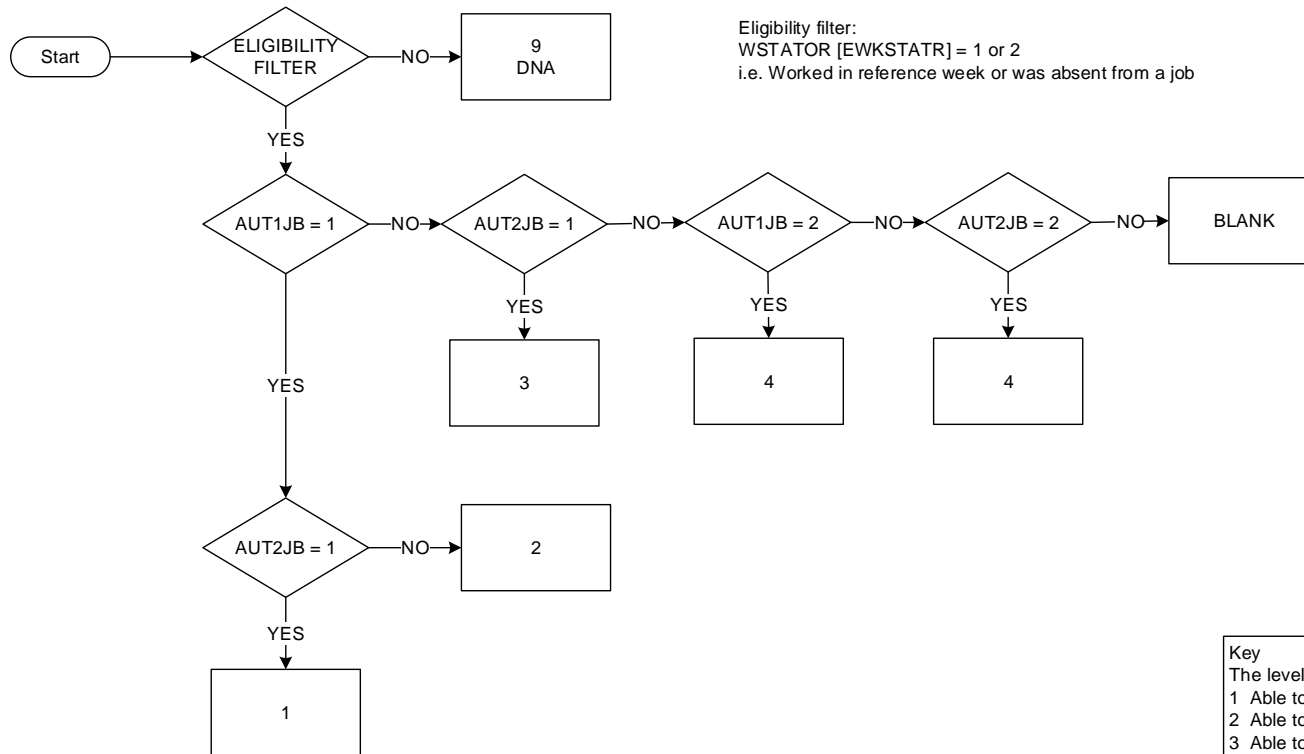 Start
ELIGIBILITY
FILTER
NO
9
DNA
Eligibility filter:
WSTATOR [EWKSTATR] = 1 or 2
i.e. Worked in reference week or was absent from a job
YES
AUT1JB = 1
NO
AUT2JB = 1
NO
AUT1JB = 2
NO
AUT2JB = 2
NO
BLANK
YES
YES
YES
3
4
4
YES
AUT2JB = 1
NO
2
YES
1
Key
The level
1 Able to
2 Able to
3 Able to